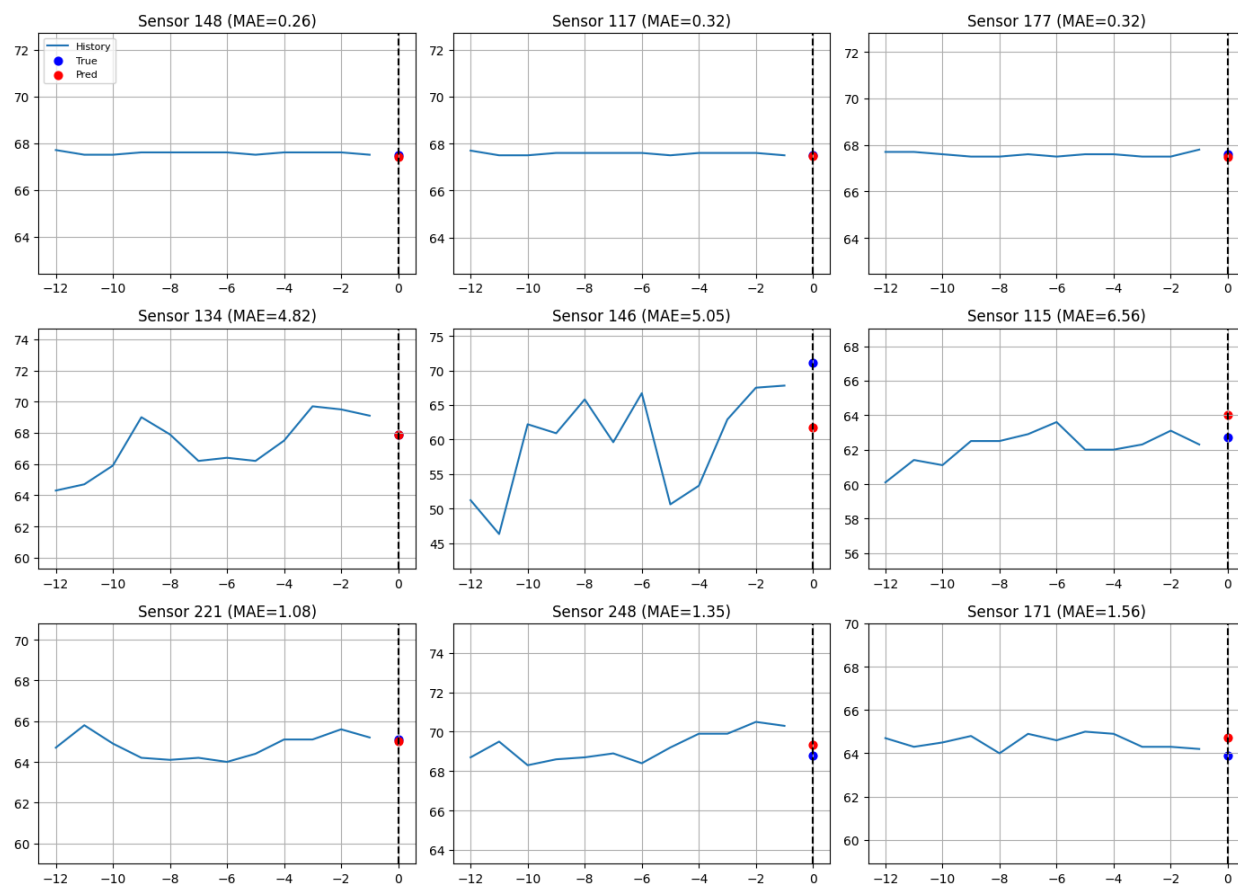 Sensor 148 (MAE=0.26)
72
70
68
66
64
−12 −10 −8 −6 −4 −2 0
History
True
Pred
Sensor 117 (MAE=0.32)
72
70
68
66
64
−12 −10 −8 −6 −4 −2 0
Sensor 177 (MAE=0.32)
72
70
68
66
64
−12 −10 −8 −6 −4 −2 0
Sensor 134 (MAE=4.82)
74
72
70
68
66
64
62
60
−12 −10 −8 −6 −4 −2 0
Sensor 146 (MAE=5.05)
75
70
65
60
55
50
45
−12 −10 −8 −6 −4 −2 0
Sensor 115 (MAE=6.56)
68
66
64
62
60
58
56
−12 −10 −8 −6 −4 −2 0
Sensor 221 (MAE=1.08)
70
68
66
64
62
60
−12 −10 −8 −6 −4 −2 0
Sensor 248 (MAE=1.35)
74
72
70
68
66
64
−12 −10 −8 −6 −4 −2 0
Sensor 171 (MAE=1.56)
70
68
66
64
62
60
−12 −10 −8 −6 −4 −2 0